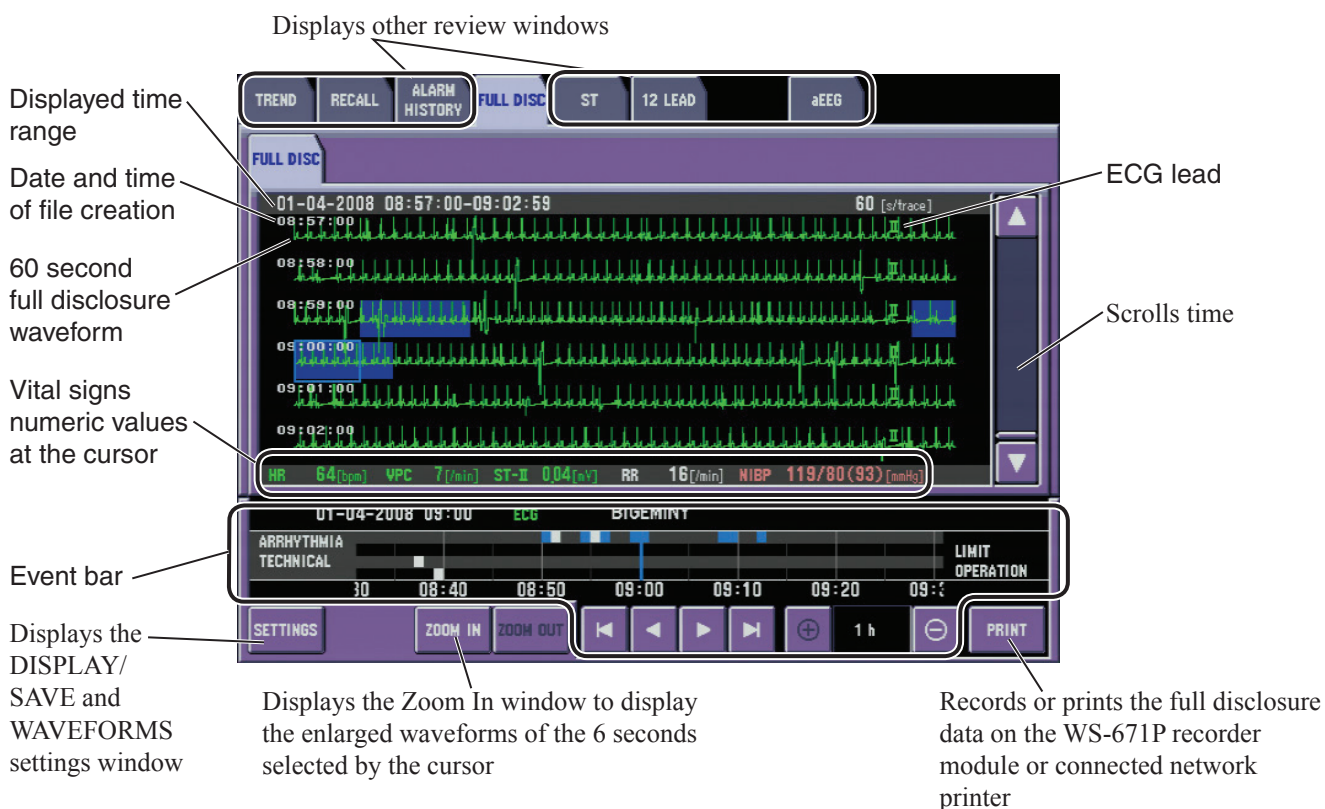 Displays other review windows
TREND
RECALL
ALARM
HISTORY
FULL DISC
ST
12 LEAD
aEEG
Displayed time
range
Date and time
of file creation
60 second
full disclosure
waveform
Vital signs
numeric values
at the cursor
Event bar
Displays the
DISPLAY/
SAVE and
WAVEFORMS
settings window
FULL DISC
01-04-2008 08:57:00-09:02:59 60 [s/trace]
08:57:00 II
08:58:00 II
08:59:00 II
09:00:00 II
09:01:00 II
09:02:00 II
HR 64[bpm] VPC 7[/min] ST-II 0.04[mV] RR 16[/min] NIBP 119/80(93)[mmHg]
ECG lead
Scrolls time
01-04-2008 09:00 ECG BIGEMINY
ARRHYTHMIA
TECHNICAL
LIMIT
OPERATION
08:40 08:50 09:00 09:10 09:20
SETTINGS
ZOOM IN
ZOOM OUT
1 h
PRINT
Displays the Zoom In window to display
the enlarged waveforms of the 6 seconds
selected by the cursor
Records or prints the full disclosure
data on the WS-671P recorder
module or connected network
printer